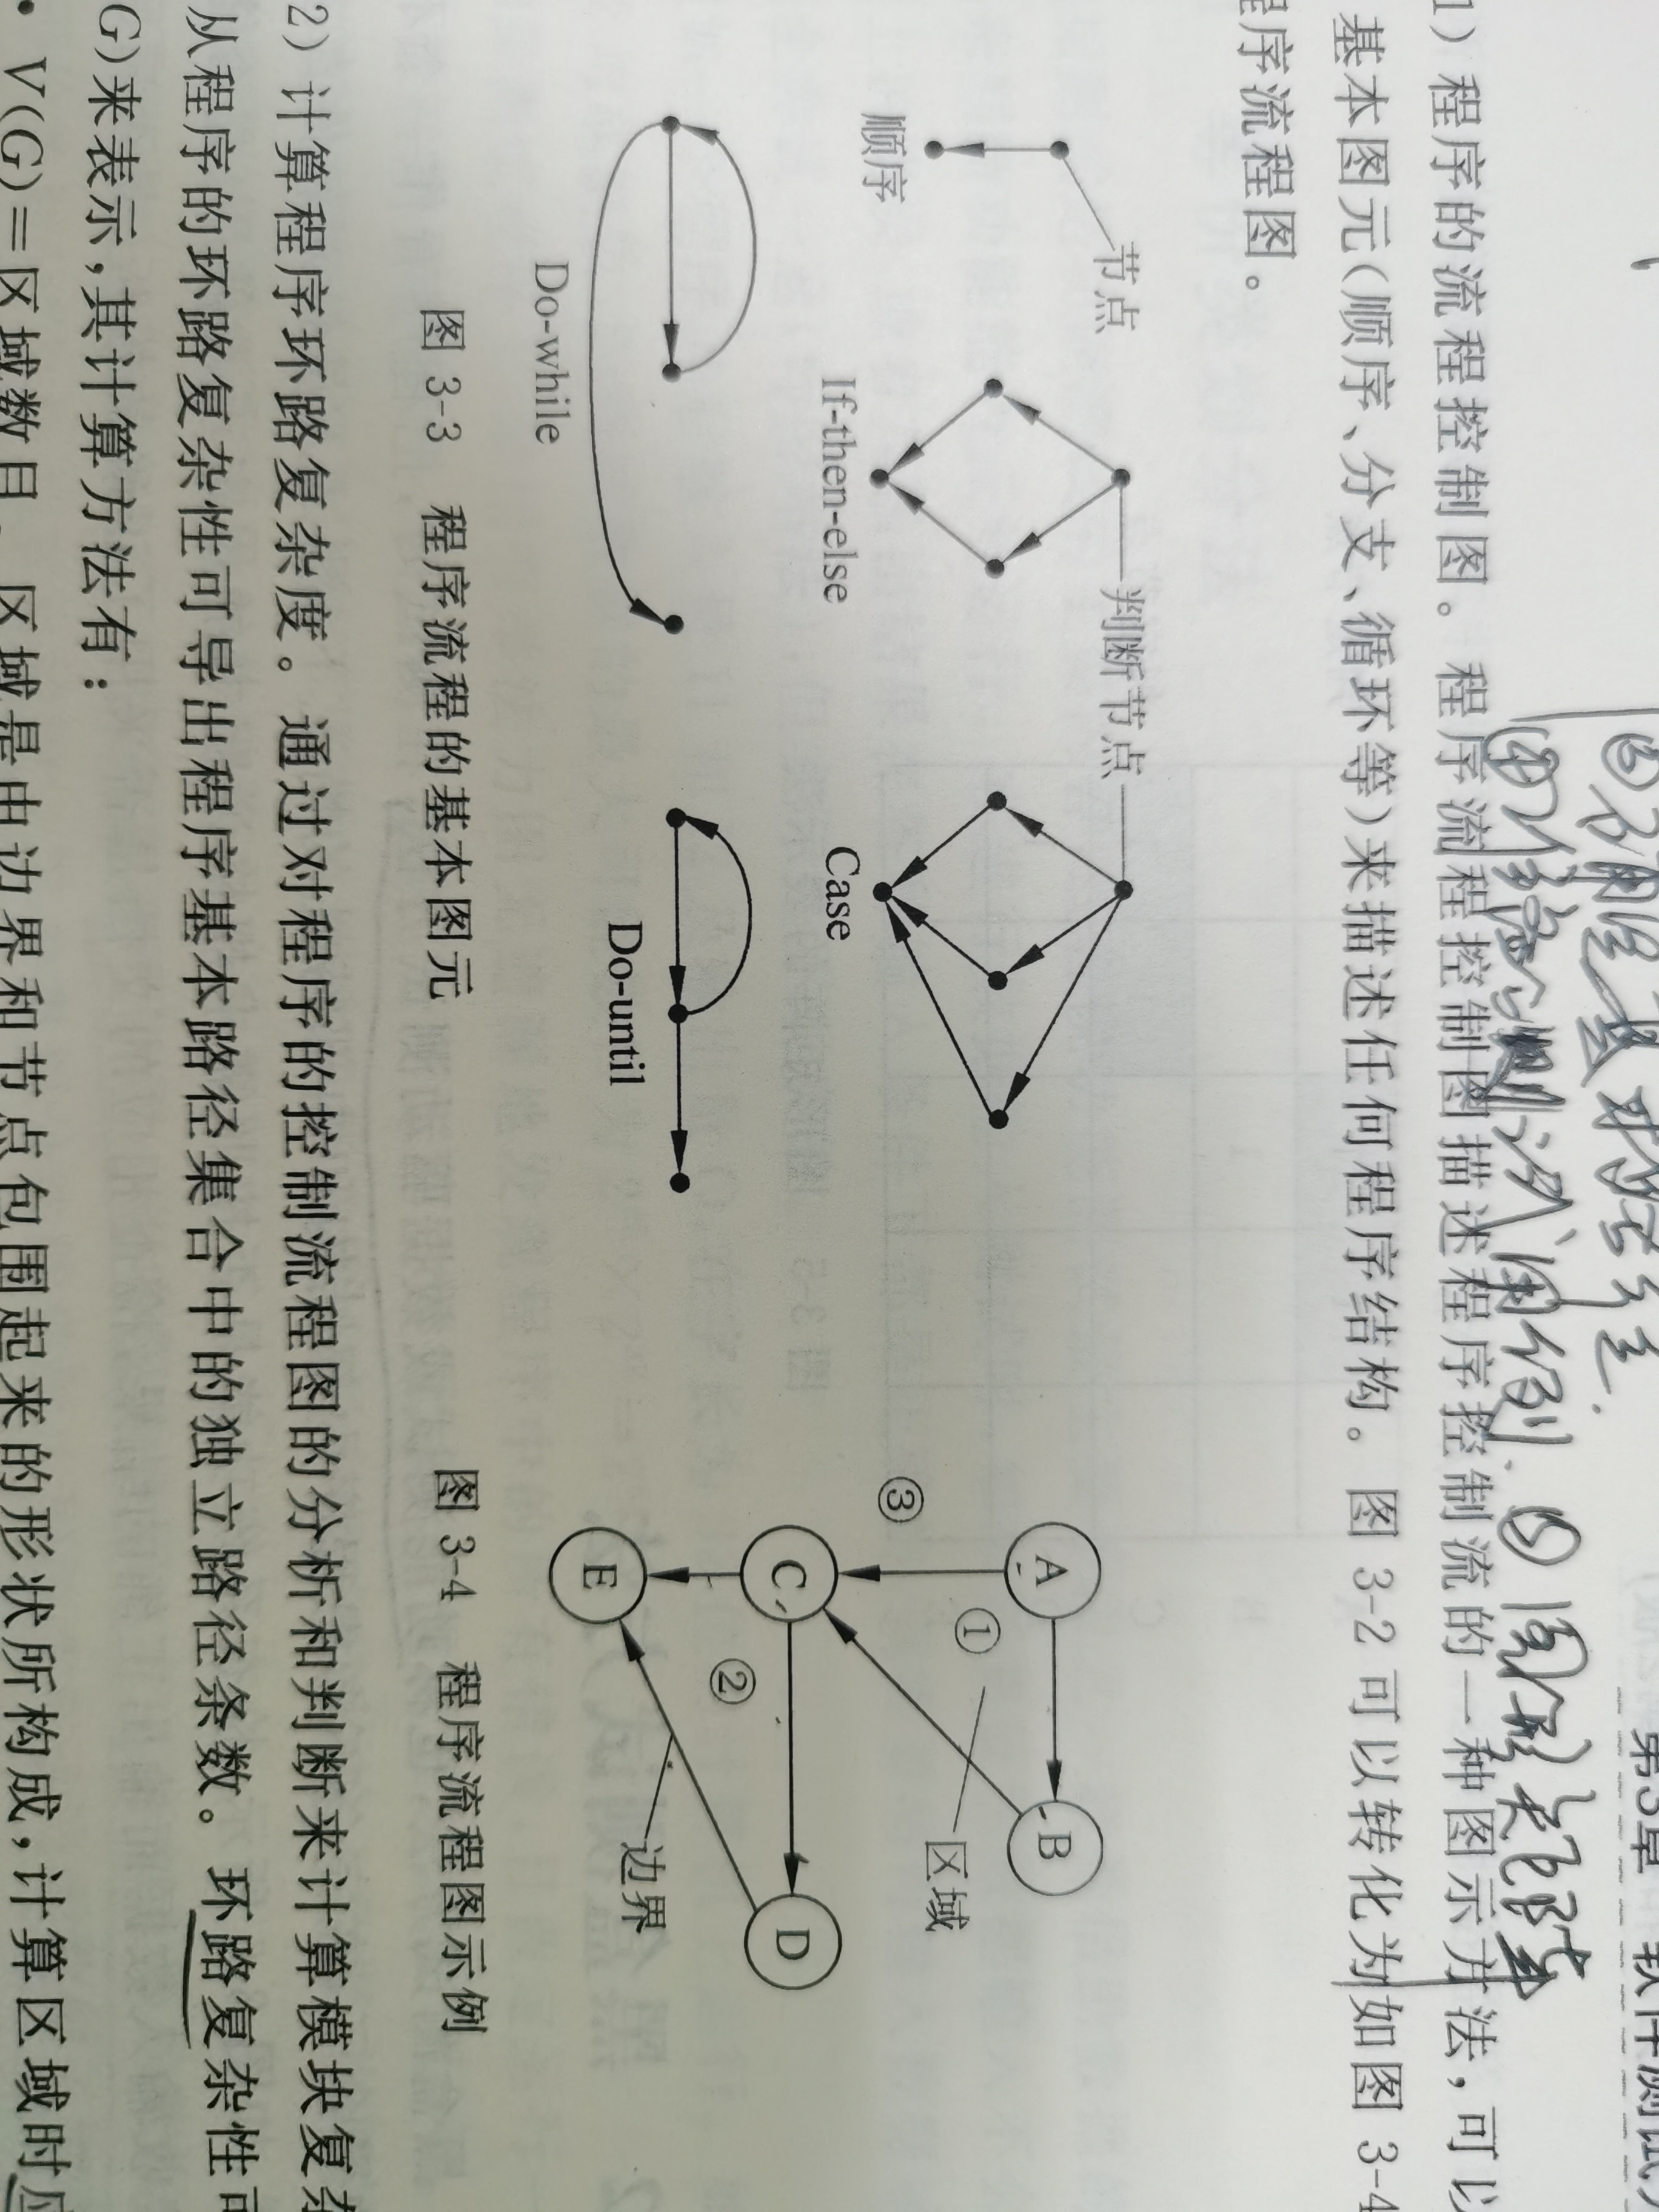 第3章 软件测试
1)程序的流程控制图。程序流程控制图描述程序控制流的一种图示方法,可以
基本图元(顺序、分支、循环等)来描述任何程序结构。图 3-2 可以转化为如图 3-4
程序流程图。
节点
判断节点
顺序
If-then-else
Case
Do-while
Do-until
A
B
C
D
E
①
②
③
区域
边界
图 3-3 程序流程的基本图元
图 3-4 程序流程图示例
2)计算程序环路复杂度。通过对程序的控制流程图的分析和判断来计算模块复杂
从程序的环路复杂性可导出程序基本路径集合中的独立路径条数。环路复杂性可
G)来表示,其计算方法有:
• V(G)=区域数目。区域是由边界和节点包围起来的形状所构成,计算区域时应